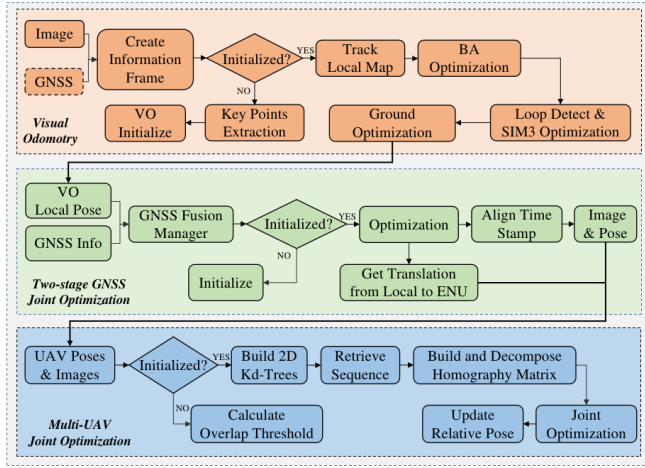 Image
GNSS
Create
Information
Frame
Initialized?
YES
NO
Track
Local Map
BA
Optimization
VO
Initialize
Key Points
Extraction
Ground
Optimization
Loop Detect &
SIM3 Optimization
Visual
Odomotry
VO
Local Pose
GNSS Info
GNSS Fusion
Manager
Initialized?
YES
NO
Optimization
Align Time
Stamp
Image
& Pose
Initialize
Get Translation
from Local to ENU
Two-stage GNSS
Joint Optimization
UAV Poses
& Images
Initialized?
YES
NO
Build 2D
Kd-Trees
Retrieve
Sequence
Build and Decompose
Homography Matrix
Calculate
Overlap Threshold
Update
Relative Pose
Joint
Optimization
Multi-UAV
Joint Optimization